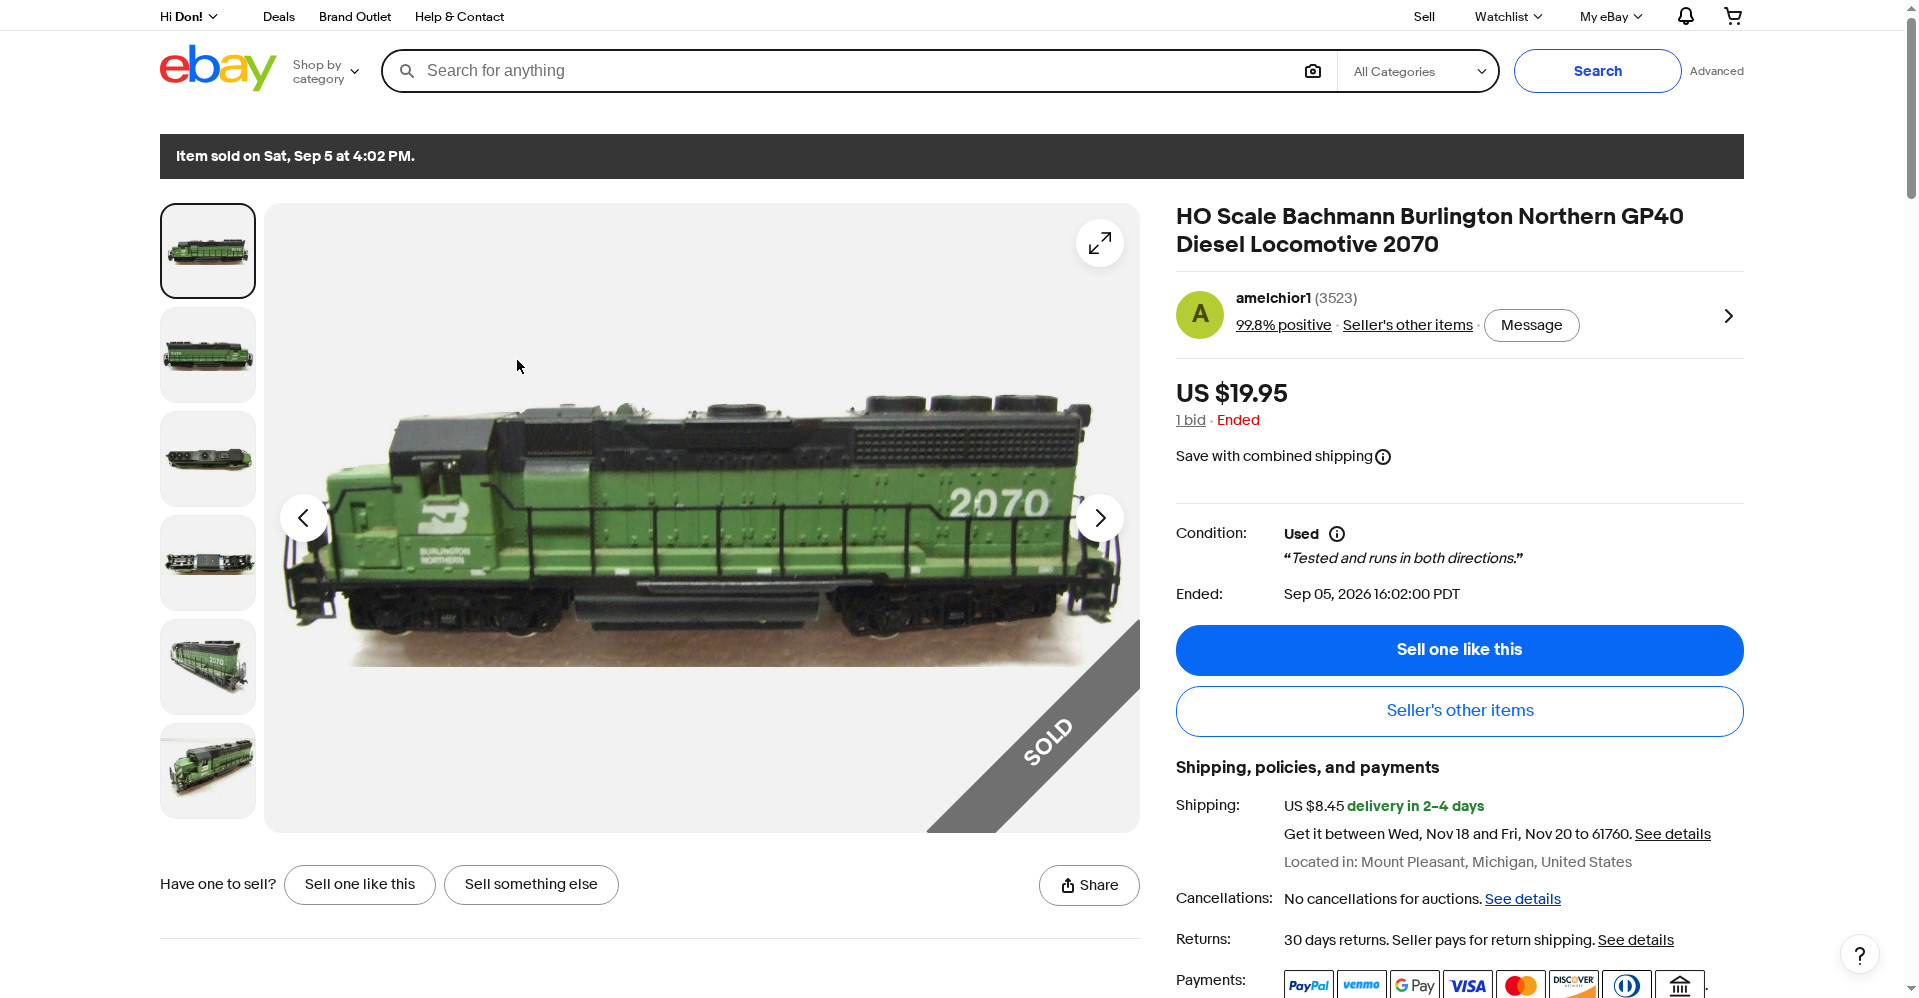 Hi Don!
Deals
Brand Outlet
Help & Contact
Sell
Watchlist
My eBay
ebay
Shop by
category
Search for anything
All Categories
Search
Advanced
Item sold on Sat, Sep 5 at 4:02 PM.
2070
BURLINGTON
NORTHERN
SOLD
Have one to sell?
Sell one like this
Sell something else
Share
HO Scale Bachmann Burlington Northern GP40
Diesel Locomotive 2070
A
amelchior1 (3523)
99.8% positive · Seller's other items · Message
US $19.95
1 bid · Ended
Save with combined shipping
Condition: Used
“Tested and runs in both directions.”
Ended: Sep 05, 2026 16:02:00 PDT
Sell one like this
Seller's other items
Shipping, policies, and payments
Shipping: US $8.45 delivery in 2–4 days
Get it between Wed, Nov 18 and Fri, Nov 20 to 61760. See details
Located in: Mount Pleasant, Michigan, United States
Cancellations: No cancellations for auctions. See details
Returns: 30 days returns. Seller pays for return shipping. See details
Payments: PayPal venmo G Pay VISA DISCOVER
?